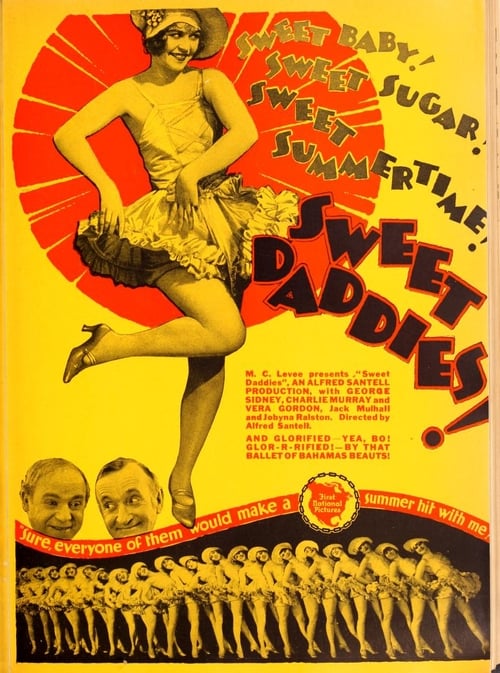 SWEET BABY!
SWEET SUGAR!
SWEET
SUMMERTIME!
SWEET
DADDIES!
M. C. Levee presents "Sweet
Daddies", AN ALFRED SANTELL
PRODUCTION, with GEORGE
SIDNEY, CHARLIE MURRAY and
VERA GORDON, Jack Mulhall
and Jobyna Ralston. Directed by
Alfred Santell.
AND GLORIFIED—YEA, BO!
GLOR-R-RIFIED!—BY THAT
BALLET OF BAHAMAS BEAUTS!
First
National
Pictures
"Sure, everyone of them would make a summer hit with me!